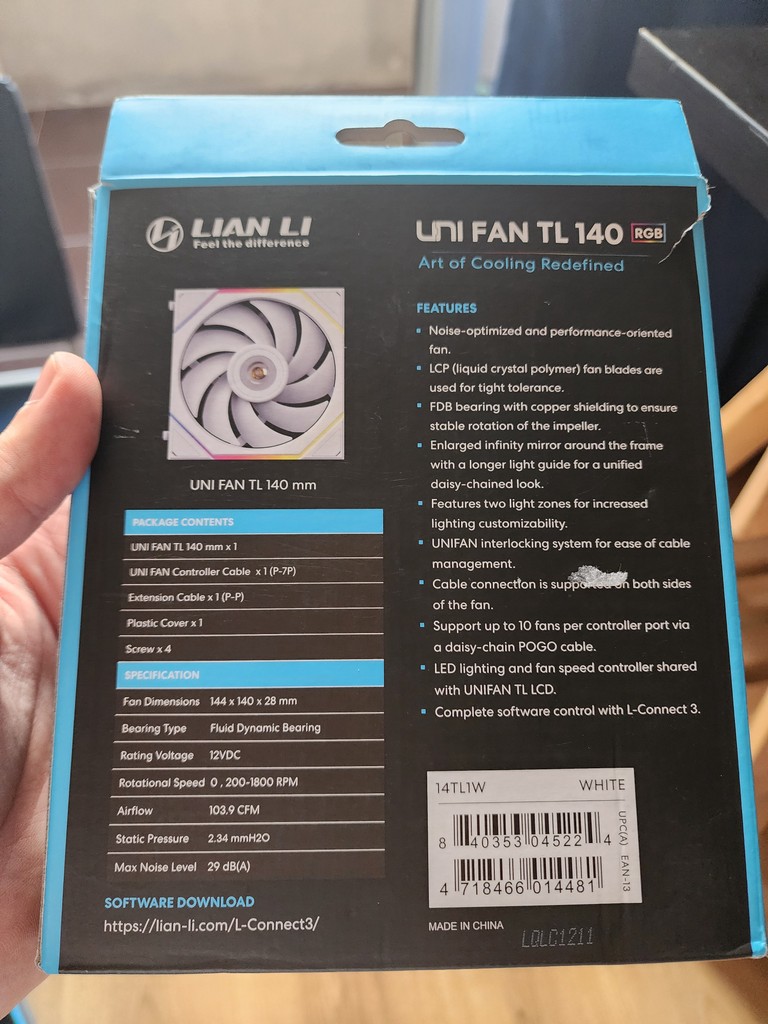 LIAN LI
Feel the difference
UNI FAN TL 140 RGB
Art of Cooling Redefined
UNI FAN TL 140 mm
PACKAGE CONTENTS
UNI FAN TL 140 mm x 1
UNI FAN Controller Cable x 1 (P-7P)
Extension Cable x 1 (P-P)
Plastic Cover x 1
Screw x 4
SPECIFICATION
Fan Dimensions 144 x 140 x 28 mm
Bearing Type Fluid Dynamic Bearing
Rating Voltage 12VDC
Rotational Speed 0 , 200-1800 RPM
Airflow 103.9 CFM
Static Pressure 2.34 mmH2O
Max Noise Level 29 dB(A)
SOFTWARE DOWNLOAD
https://lian-li.com/L-Connect3/
FEATURES
Noise-optimized and performance-oriented
fan.
LCP (liquid crystal polymer) fan blades are
used for tight tolerance.
FDB bearing with copper shielding to ensure
stable rotation of the impeller.
Enlarged infinity mirror around the frame
with a longer light guide for a unified
daisy-chained look.
Features two light zones for increased
lighting customizability.
UNIFAN interlocking system for ease of cable
management.
Cable connection is supported on both sides
of the fan.
Support up to 10 fans per controller port via
a daisy-chain POGO cable.
LED lighting and fan speed controller shared
with UNIFAN TL LCD.
Complete software control with L-Connect 3.
14TL1W WHITE
8 40353 04522 4
UPC(A)
4 718466 014481
EAN-13
MADE IN CHINA
LQLC1211